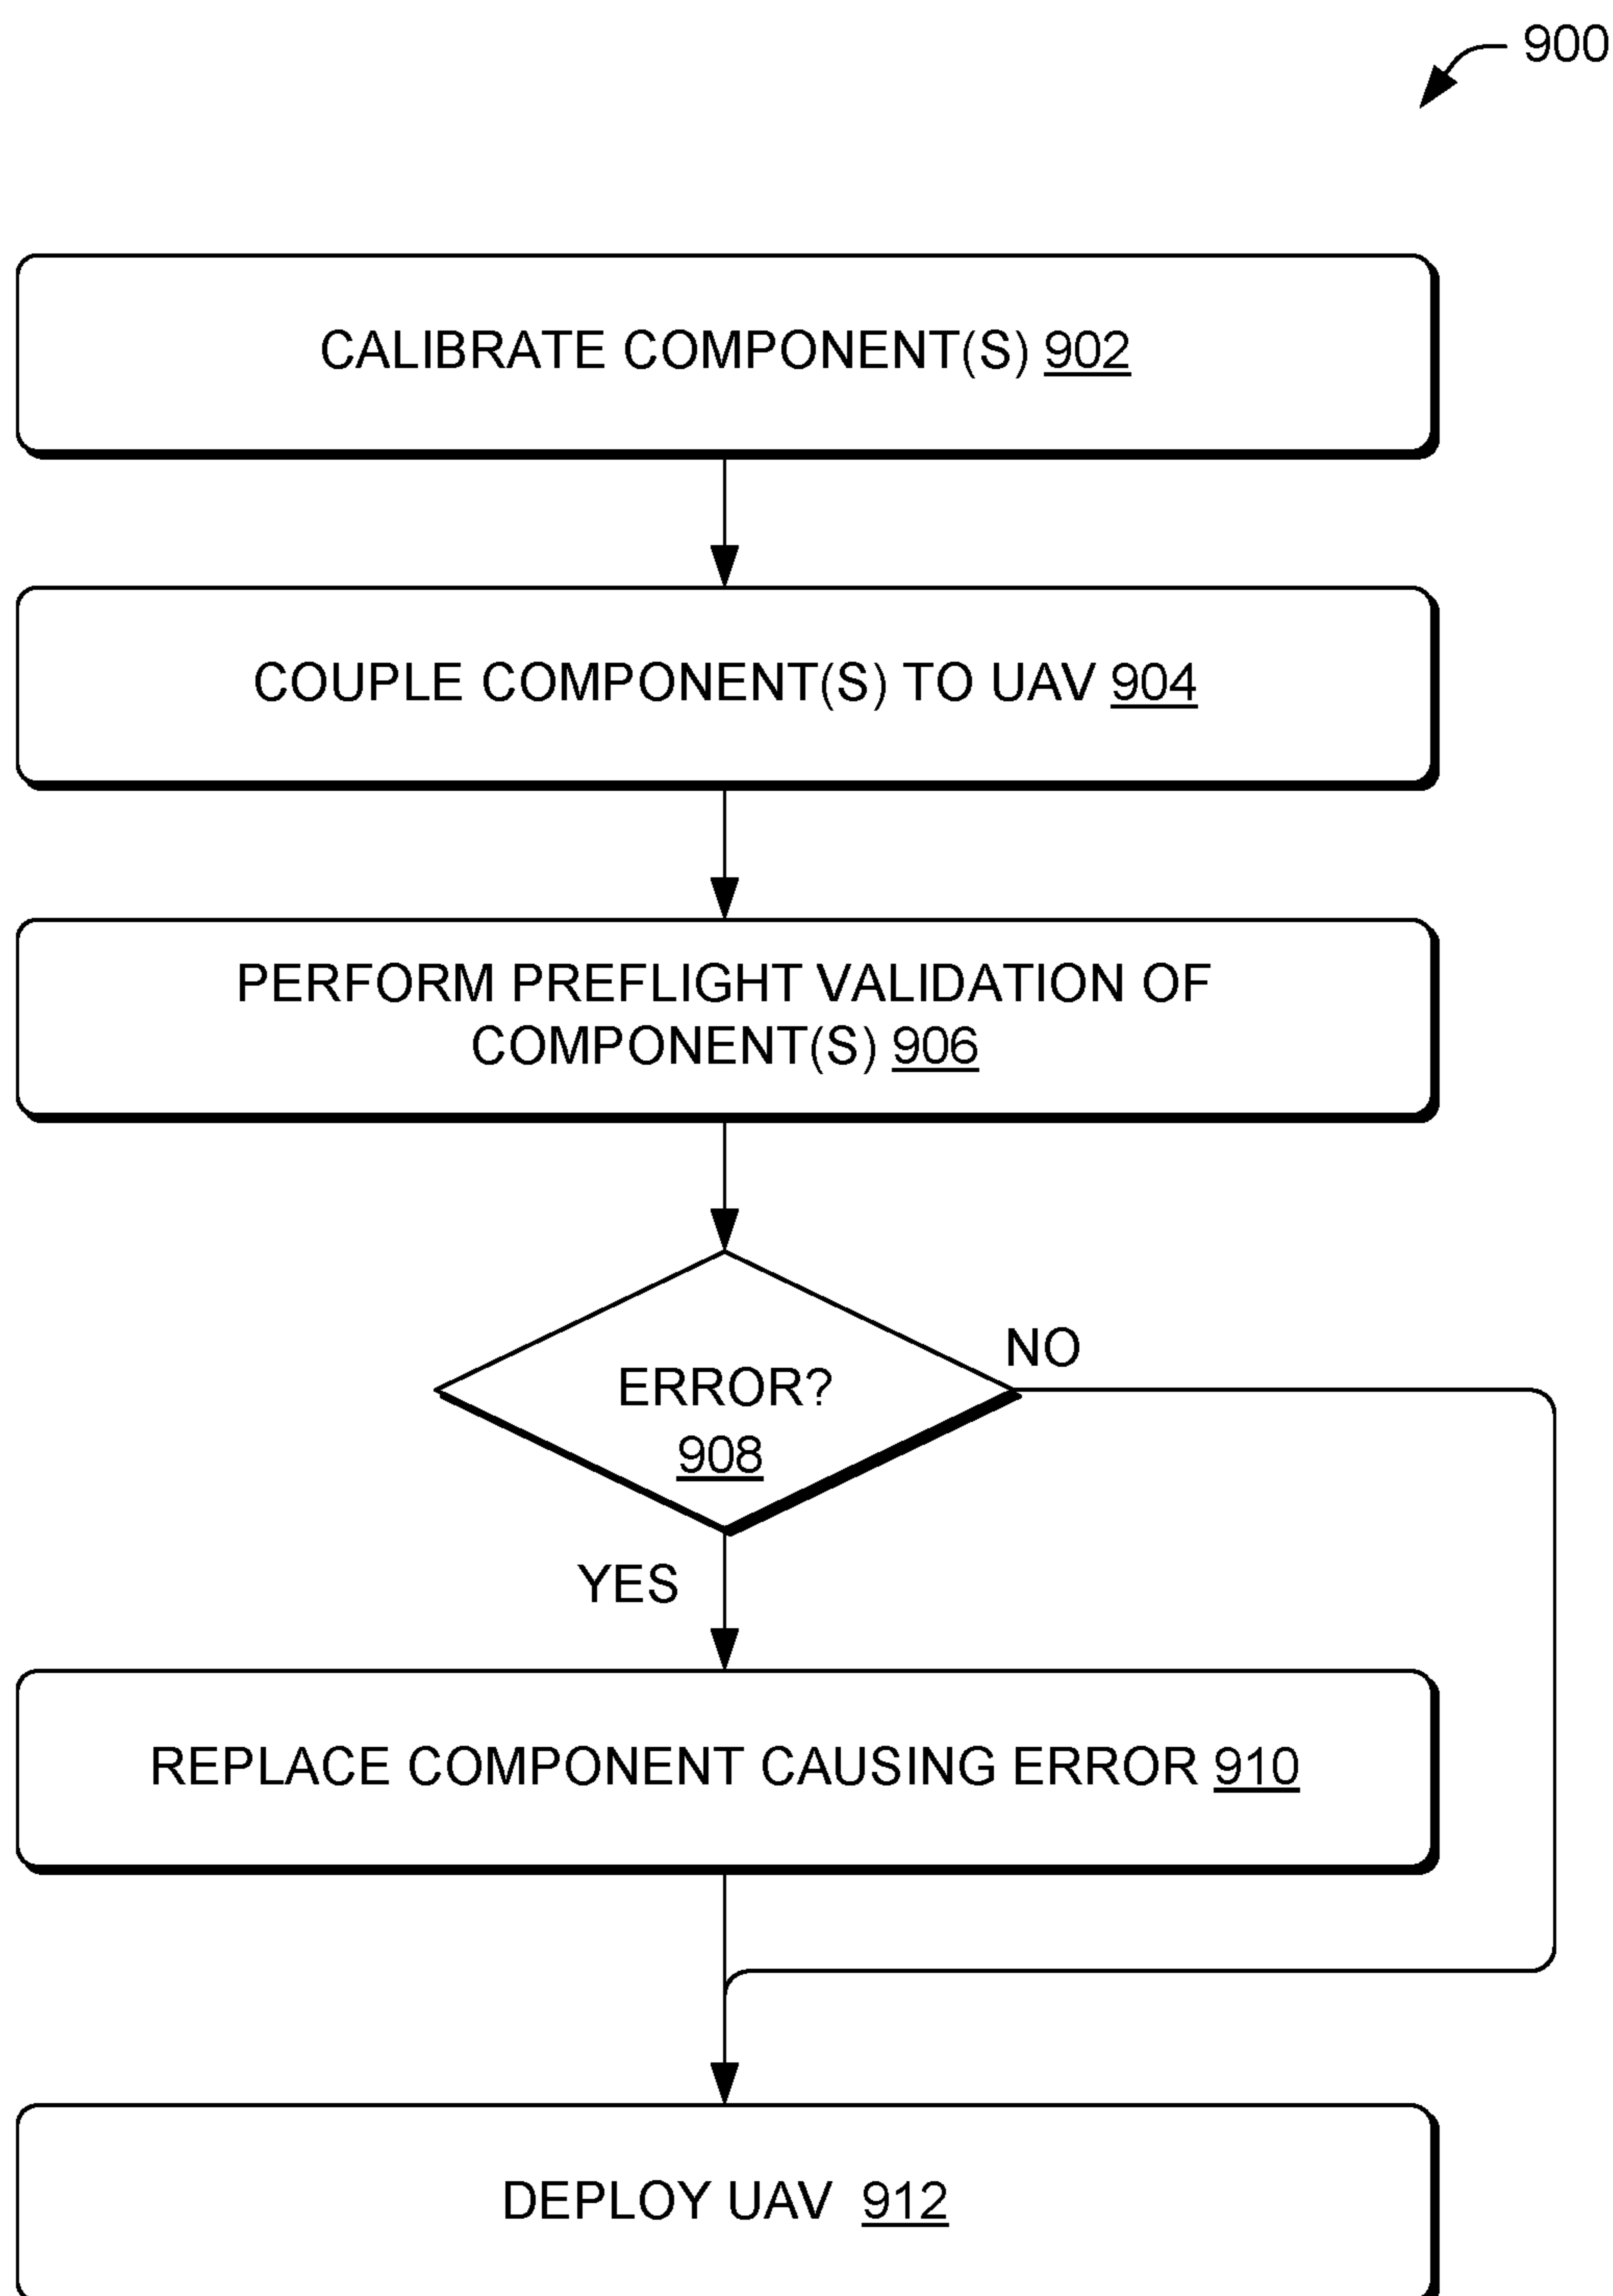 900
CALIBRATE COMPONENT(S) 902
COUPLE COMPONENT(S) TO UAV 904
PERFORM PREFLIGHT VALIDATION OF
COMPONENT(S) 906
NO
ERROR?
908
YES
REPLACE COMPONENT CAUSING ERROR 910
DEPLOY UAV 912